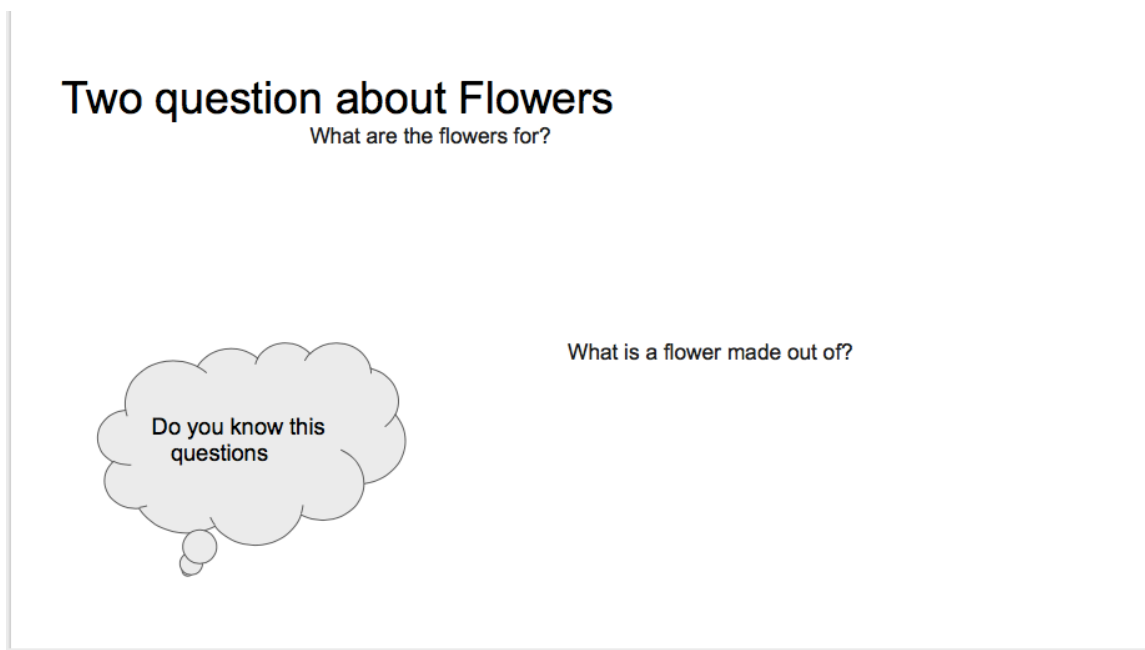 Two question about Flowers
What are the flowers for?
What is a flower made out of?
Do you know this
questions